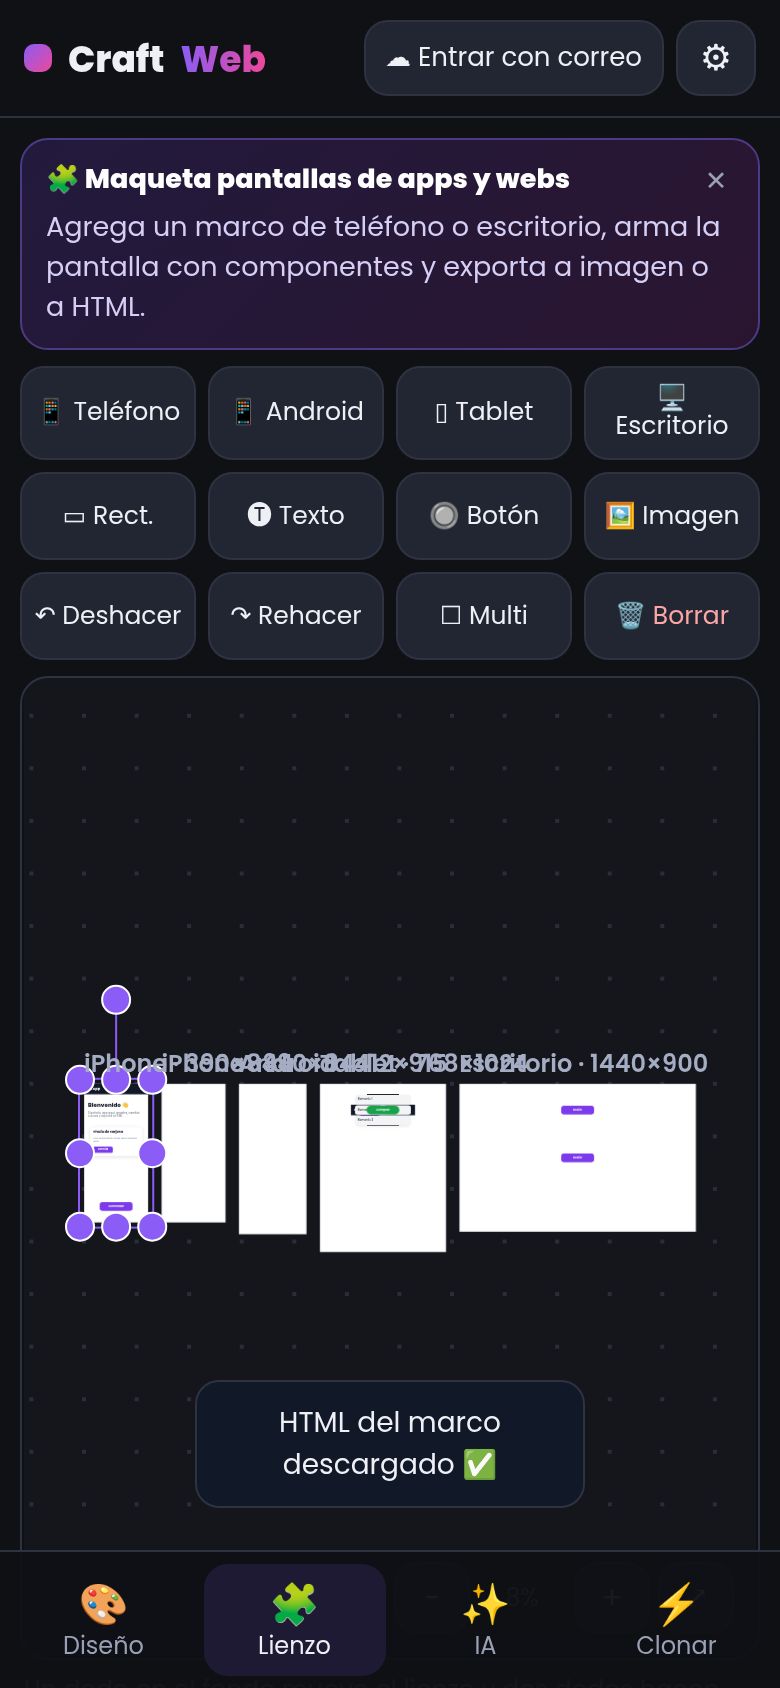 Craft Web
☁ Entrar con correo
⚙
🧩 Maqueta pantallas de apps y webs
✕
Agrega un marco de teléfono o escritorio, arma la
pantalla con componentes y exporta a imagen o
a HTML.
📱 Teléfono
📱 Android
▯ Tablet
🖥️ Escritorio
▭ Rect.
🅣 Texto
🔘 Botón
🖼️ Imagen
↶ Deshacer
↷ Rehacer
☐ Multi
🗑️ Borrar
Escritorio · 1440×900
Bienvenido 👋
HTML del marco
descargado ✅
🎨 Diseño
🧩 Lienzo
✨ IA
⚡ Clonar